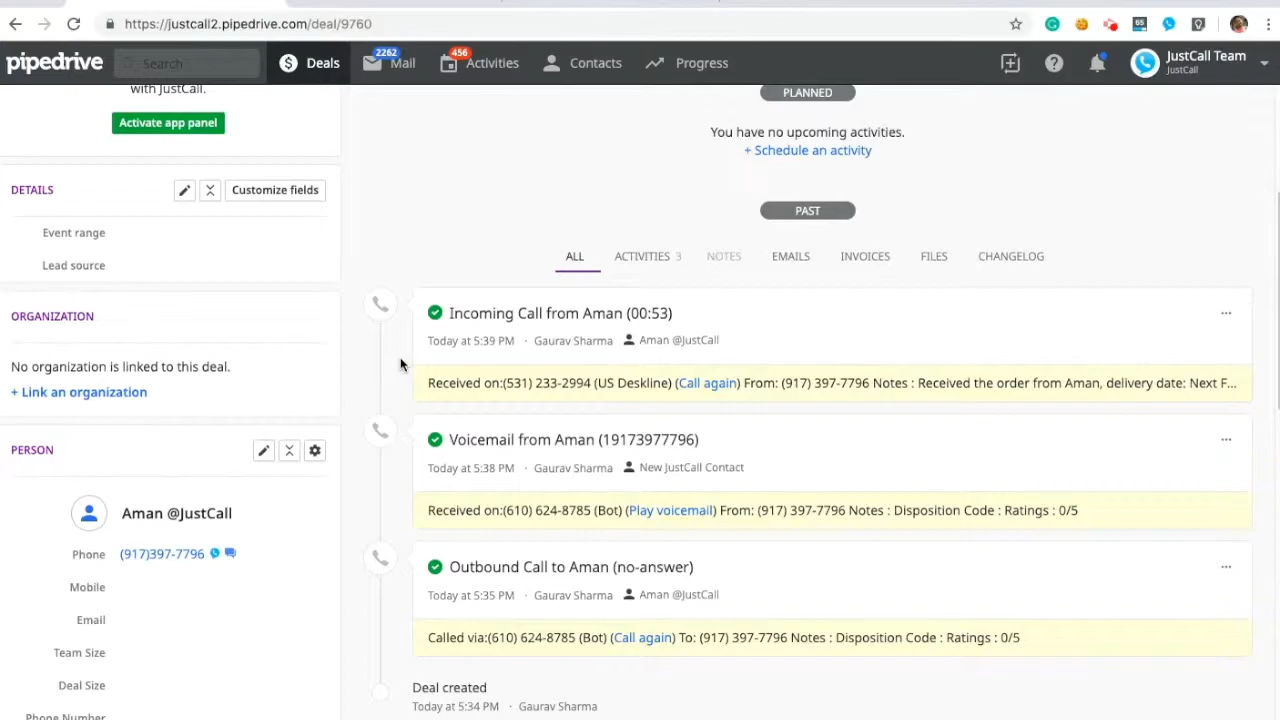 https://justcall2.pipedrive.com/deal/9760
65
pipedrive
Search
Deals
2262
Mail
456
Activities
Contacts
Progress
JustCall Team
JustCall
with JustCall.
Activate app panel
DETAILS
Customize fields
Event range
Lead source
ORGANIZATION
No organization is linked to this deal.
+ Link an organization
PERSON
Aman @JustCall
Phone (917)397-7796
Mobile
Email
Team Size
Deal Size
Phone Number
PLANNED
You have no upcoming activities.
+ Schedule an activity
PAST
ALL ACTIVITIES 3 NOTES EMAILS INVOICES FILES CHANGELOG
Incoming Call from Aman (00:53)
Today at 5:39 PM · Gaurav Sharma Aman @JustCall
Received on:(531) 233-2994 (US Deskline) (Call again) From: (917) 397-7796 Notes : Received the order from Aman, delivery date: Next F...
Voicemail from Aman (19173977796)
Today at 5:38 PM · Gaurav Sharma New JustCall Contact
Received on:(610) 624-8785 (Bot) (Play voicemail) From: (917) 397-7796 Notes : Disposition Code : Ratings : 0/5
Outbound Call to Aman (no-answer)
Today at 5:35 PM · Gaurav Sharma Aman @JustCall
Called via:(610) 624-8785 (Bot) (Call again) To: (917) 397-7796 Notes : Disposition Code : Ratings : 0/5
Deal created
Today at 5:34 PM · Gaurav Sharma